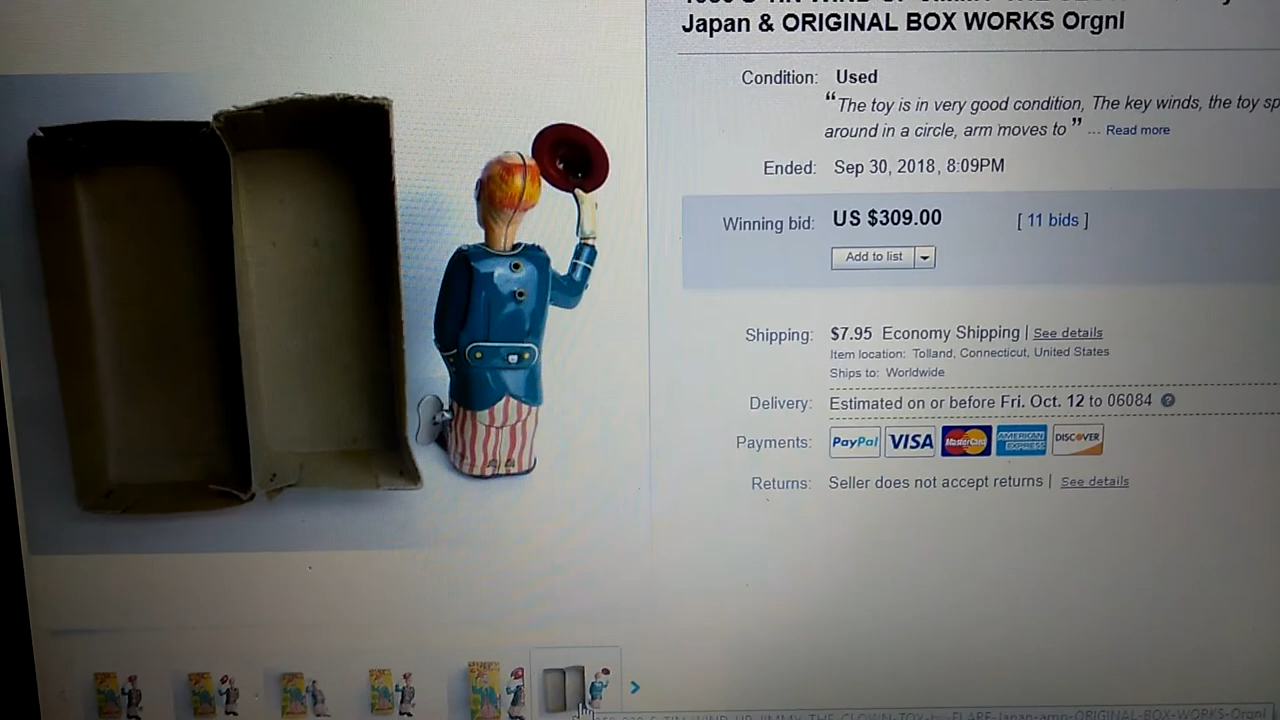 Japan & ORIGINAL BOX WORKS Orgnl
Condition: Used
“The toy is in very good condition, The key winds, the toy
around in a circle, arm moves to ” ... Read more
Ended: Sep 30, 2018, 8:09PM
Winning bid: US $309.00 [ 11 bids ]
Add to list
Shipping: $7.95 Economy Shipping | See details
Item location: Tolland, Connecticut, United States
Ships to: Worldwide
Delivery: Estimated on or before Fri. Oct. 12 to 06084 ?
Payments: PayPal VISA MasterCard AMERICAN EXPRESS DISCOVER
Returns: Seller does not accept returns | See details